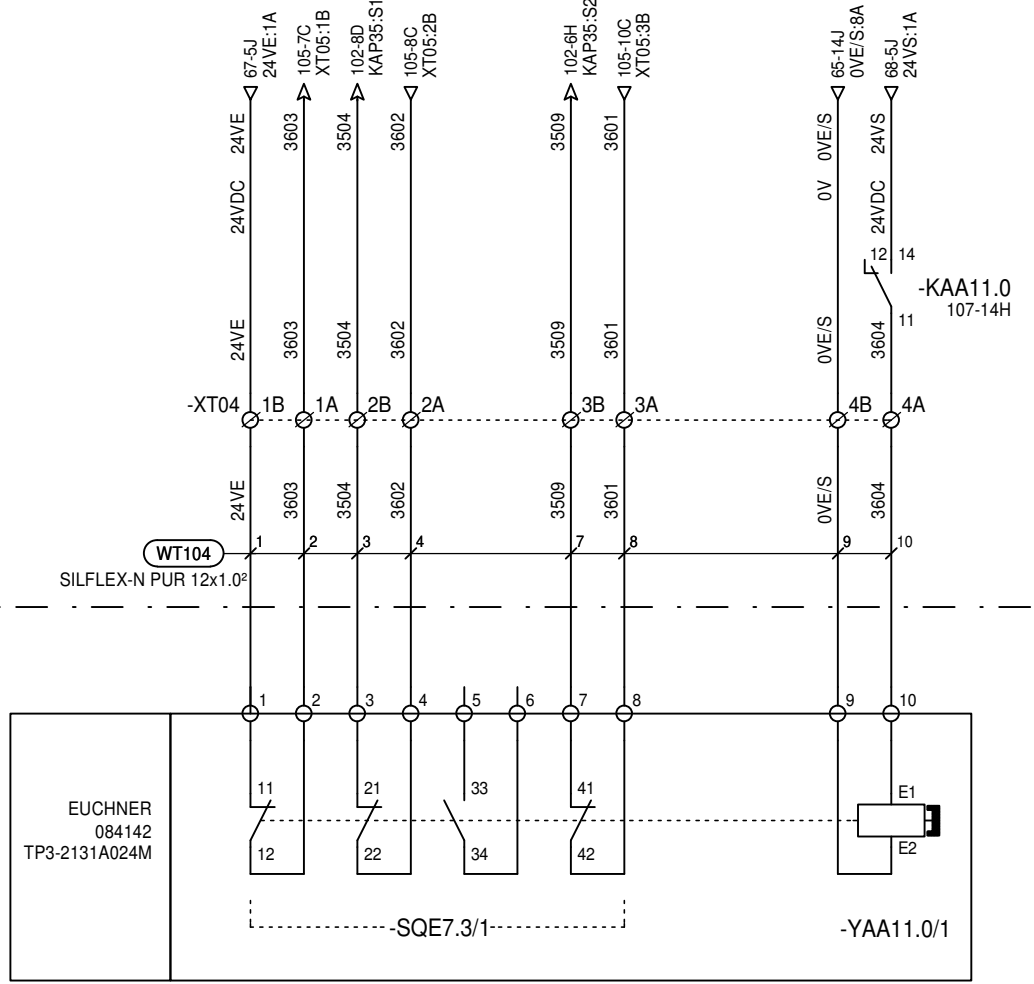 67-5J
24VE:1A
105-7C
XT05:1B
102-8D
KAP35:S1
105-8C
XT05:2B
102-6H
KAP35:S2
105-10C
XT05:3B
65-14J
0VE/S:8A
68-5J
24VS:1A
24VE
3603
3504
3602
3509
3601
0VE/S
24VS
24VDC
0V
24VDC
12 14
-KAA11.0
107-14H
11
24VE
3603
3504
3602
3509
3601
0VE/S
3604
-XT04 1B 1A 2B 2A 3B 3A 4B 4A
24VE
3603
3504
3602
3509
3601
0VE/S
3604
WT104 1 2 3 4 7 8 9 10
SILFLEX-N PUR 12x1.0²
1 2 3 4 5 6 7 8 9 10
EUCHNER
084142
TP3-2131A024M
11 21 33 41 E1
12 22 34 42 E2
-SQE7.3/1
-YAA11.0/1